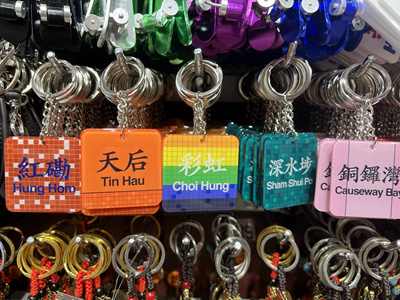 紅磡
Hung Hom
天后
Tin Hau
彩虹
Choi Hung
深水埗
Sham Shui Po
銅鑼灣
Causeway Bay